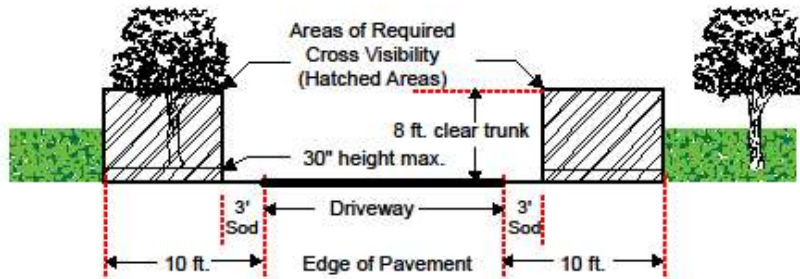 Areas of Required
Cross Visibility
(Hatched Areas)
8 ft. clear trunk
30" height max.
3'
Sod
Driveway
3'
Sod
10 ft.
Edge of Pavement
10 ft.